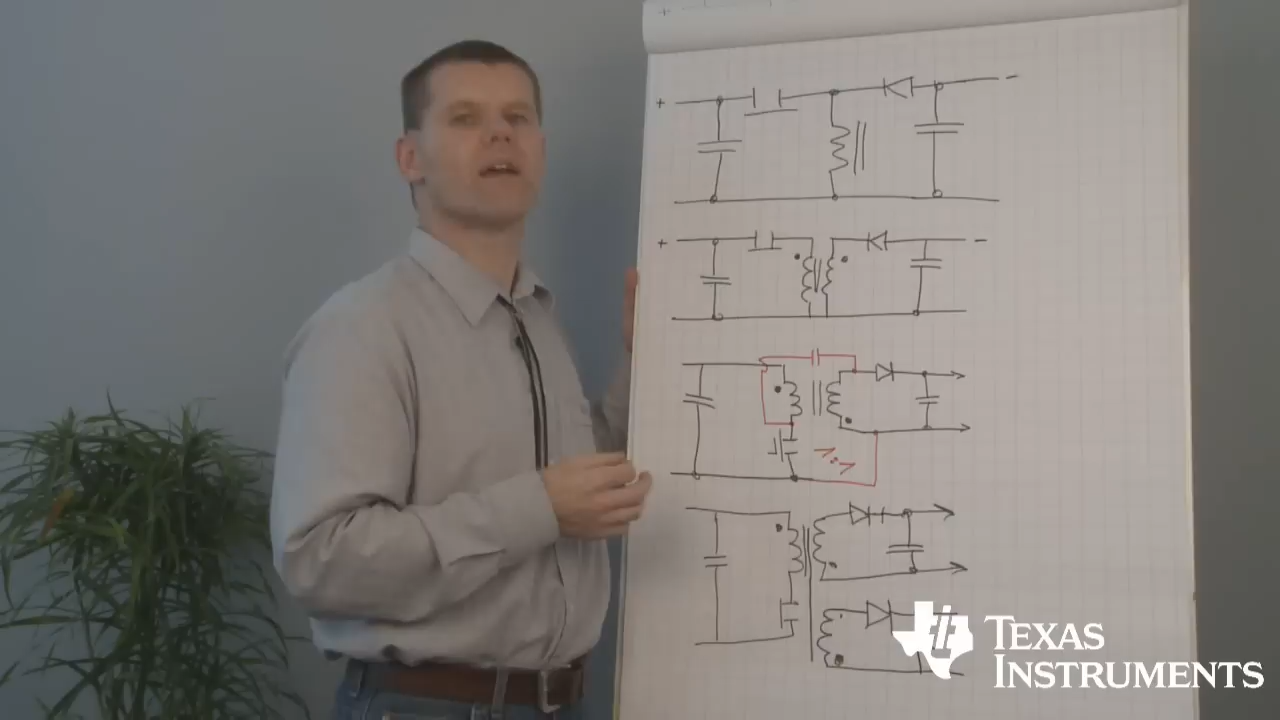 +
+ -
+ -
TEXAS
INSTRUMENTS